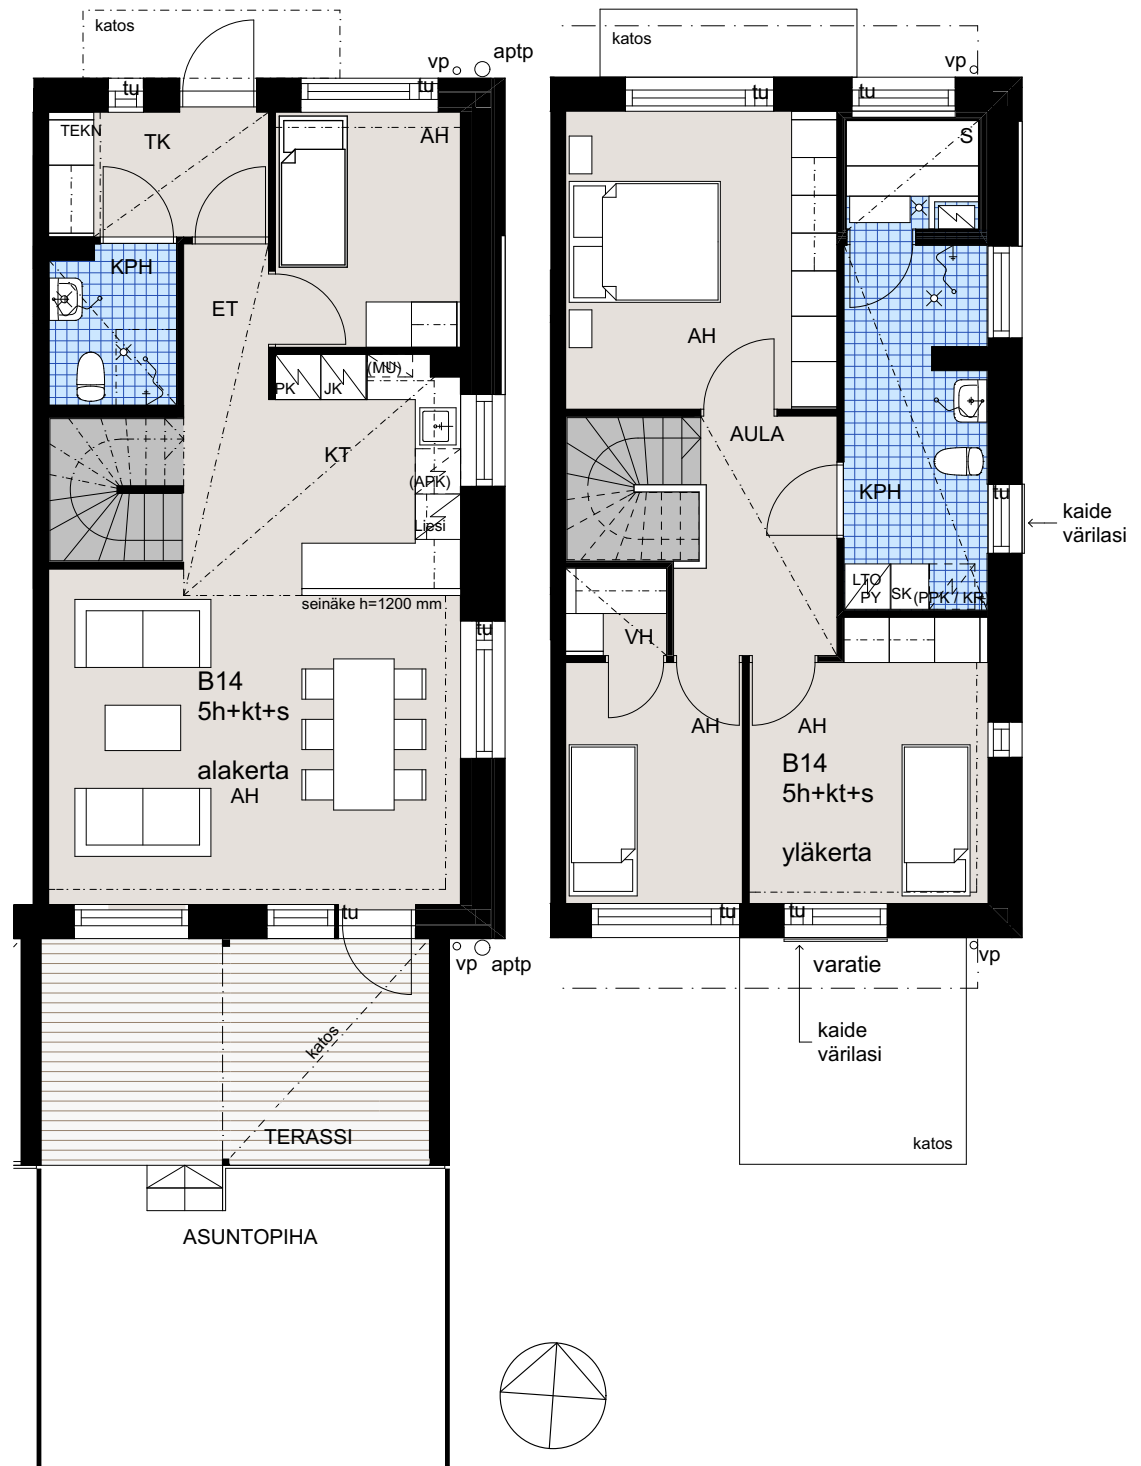 katos
vp
aptp
tu
tu
TEKN
TK
AH
KPH
ET
PK
JK
(MU)
KT
(APK)
Liesi
seinäke h=1200 mm
tu
B14
5h+kt+s
alakerta
AH
tu
vp
aptp
katos
TERASSI
ASUNTOPIHA
katos
vp
tu
tu
S
AH
AULA
KPH
tu
kaide
värilasi
LTO
PY
SK
(PPK / KR)
VH
AH
AH
B14
5h+kt+s
yläkerta
tu
tu
varatie
vp
kaide
värilasi
katos